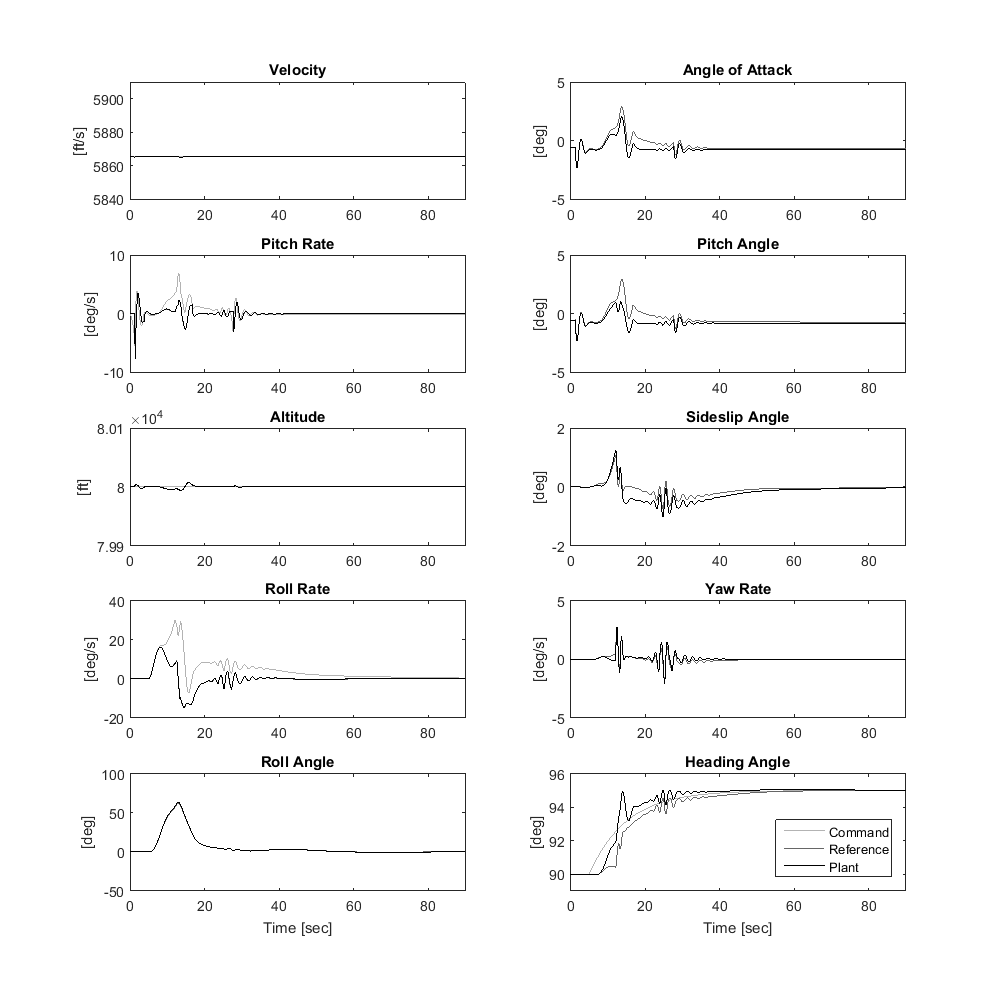 Velocity
5900
5880
5860
5840
[ft/s]
0 20 40 60 80
Angle of Attack
5
0
-5
[deg]
0 20 40 60 80
Pitch Rate
10
0
-10
[deg/s]
0 20 40 60 80
Pitch Angle
5
0
-5
[deg]
0 20 40 60 80
Altitude
×10^4
8.01
8
7.99
[ft]
0 20 40 60 80
Sideslip Angle
2
0
-2
[deg]
0 20 40 60 80
Roll Rate
40
20
0
-20
[deg/s]
0 20 40 60 80
Yaw Rate
5
0
-5
[deg/s]
0 20 40 60 80
Roll Angle
100
50
0
-50
[deg]
0 20 40 60 80
Time [sec]
Heading Angle
96
94
92
90
[deg]
Command
Reference
Plant
0 20 40 60 80
Time [sec]